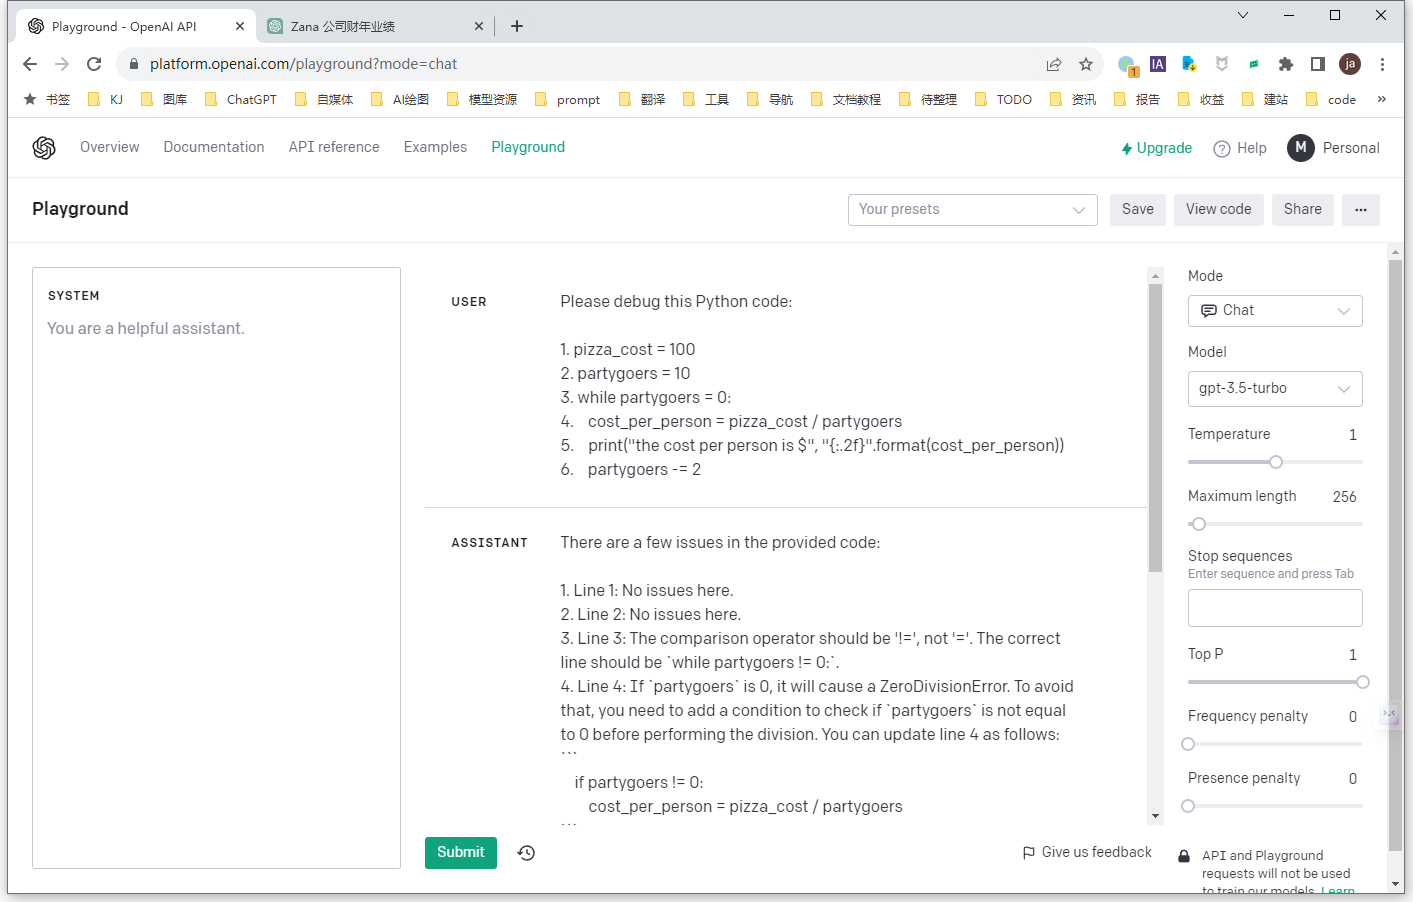 Playground - OpenAI API
Zana 公司财年业绩
platform.openai.com/playground?mode=chat
1
IA
ja
书签
KJ
图库
ChatGPT
自媒体
AI绘图
模型资源
prompt
翻译
工具
导航
文档教程
待整理
TODO
资讯
报告
收益
建站
code
»
Overview
Documentation
API reference
Examples
Playground
Upgrade
Help
M
Personal
Playground
Your presets
Save
View code
Share
...
SYSTEM
You are a helpful assistant.
USER
Please debug this Python code:
1. pizza_cost = 100
2. partygoers = 10
3. while partygoers = 0:
4. cost_per_person = pizza_cost / partygoers
5. print("the cost per person is $", "{:.2f}".format(cost_per_person))
6. partygoers -= 2
ASSISTANT
There are a few issues in the provided code:
1. Line 1: No issues here.
2. Line 2: No issues here.
3. Line 3: The comparison operator should be '!=', not '='. The correct
line should be `while partygoers != 0:`.
4. Line 4: If `partygoers` is 0, it will cause a ZeroDivisionError. To avoid
that, you need to add a condition to check if `partygoers` is not equal
to 0 before performing the division. You can update line 4 as follows:
```
if partygoers != 0:
cost_per_person = pizza_cost / partygoers
```
Submit
Give us feedback
Mode
Chat
Model
gpt-3.5-turbo
Temperature
1
Maximum length
256
Stop sequences
Enter sequence and press Tab
Top P
1
Frequency penalty
0
Presence penalty
0
API and Playground
requests will not be used
to train our models. Learn